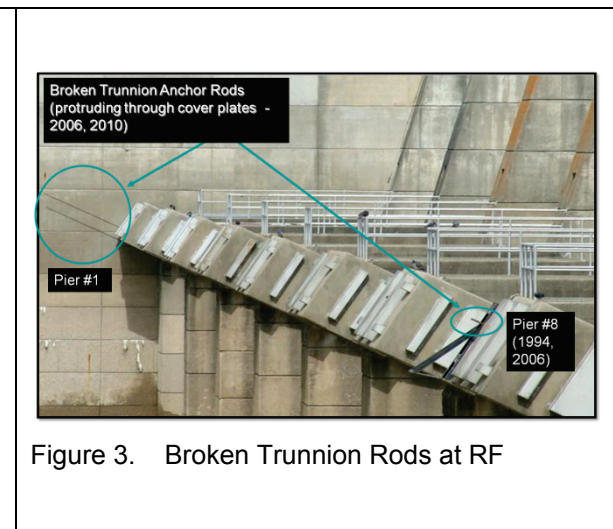 Broken Trunnion Anchor Rods
(protruding through cover plates -
2006, 2010)
Pier #1
Pier #8
(1994,
2006)
Figure 3. Broken Trunnion Rods at RF